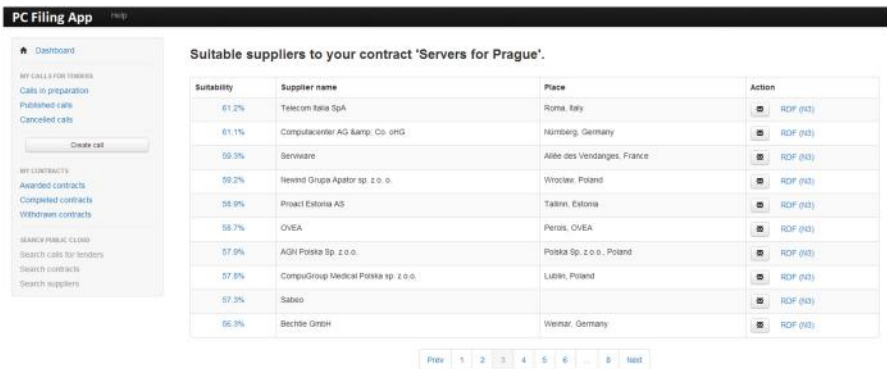 PC Filing App Help
Dashboard
MY CALLS FOR TENDERS
Calls in preparation
Published calls
Cancelled calls
Create call
MY CONTRACTS
Awarded contracts
Completed contracts
Withdrawn contracts
SEARCH PUBLIC CLOUD
Search calls for tenders
Search contracts
Search suppliers
Suitable suppliers to your contract 'Servers for Prague'.
Suitability Supplier name Place Action
61.2% Telecom Italia SpA Roma, Italy RDF (N3)
61.1% Computacenter AG &amp; Co. oHG Nürnberg, Germany RDF (N3)
59.3% Serviware Allée des Vendanges, France RDF (N3)
59.2% Newind Grupa Apator sp. z o. o. Wroclaw, Poland RDF (N3)
58.9% Proact Estonia AS Tallinn, Estonia RDF (N3)
58.7% OVEA Perols, OVEA RDF (N3)
57.9% AGN Polska Sp. z o.o. Polska Sp. z o.o., Poland RDF (N3)
57.8% CompuGroup Medical Polska sp. z o.o. Lublin, Poland RDF (N3)
57.3% Sabeo RDF (N3)
56.3% Bechtle GmbH Weimar, Germany RDF (N3)
Prev 1 2 3 4 5 6 ... 8 Next